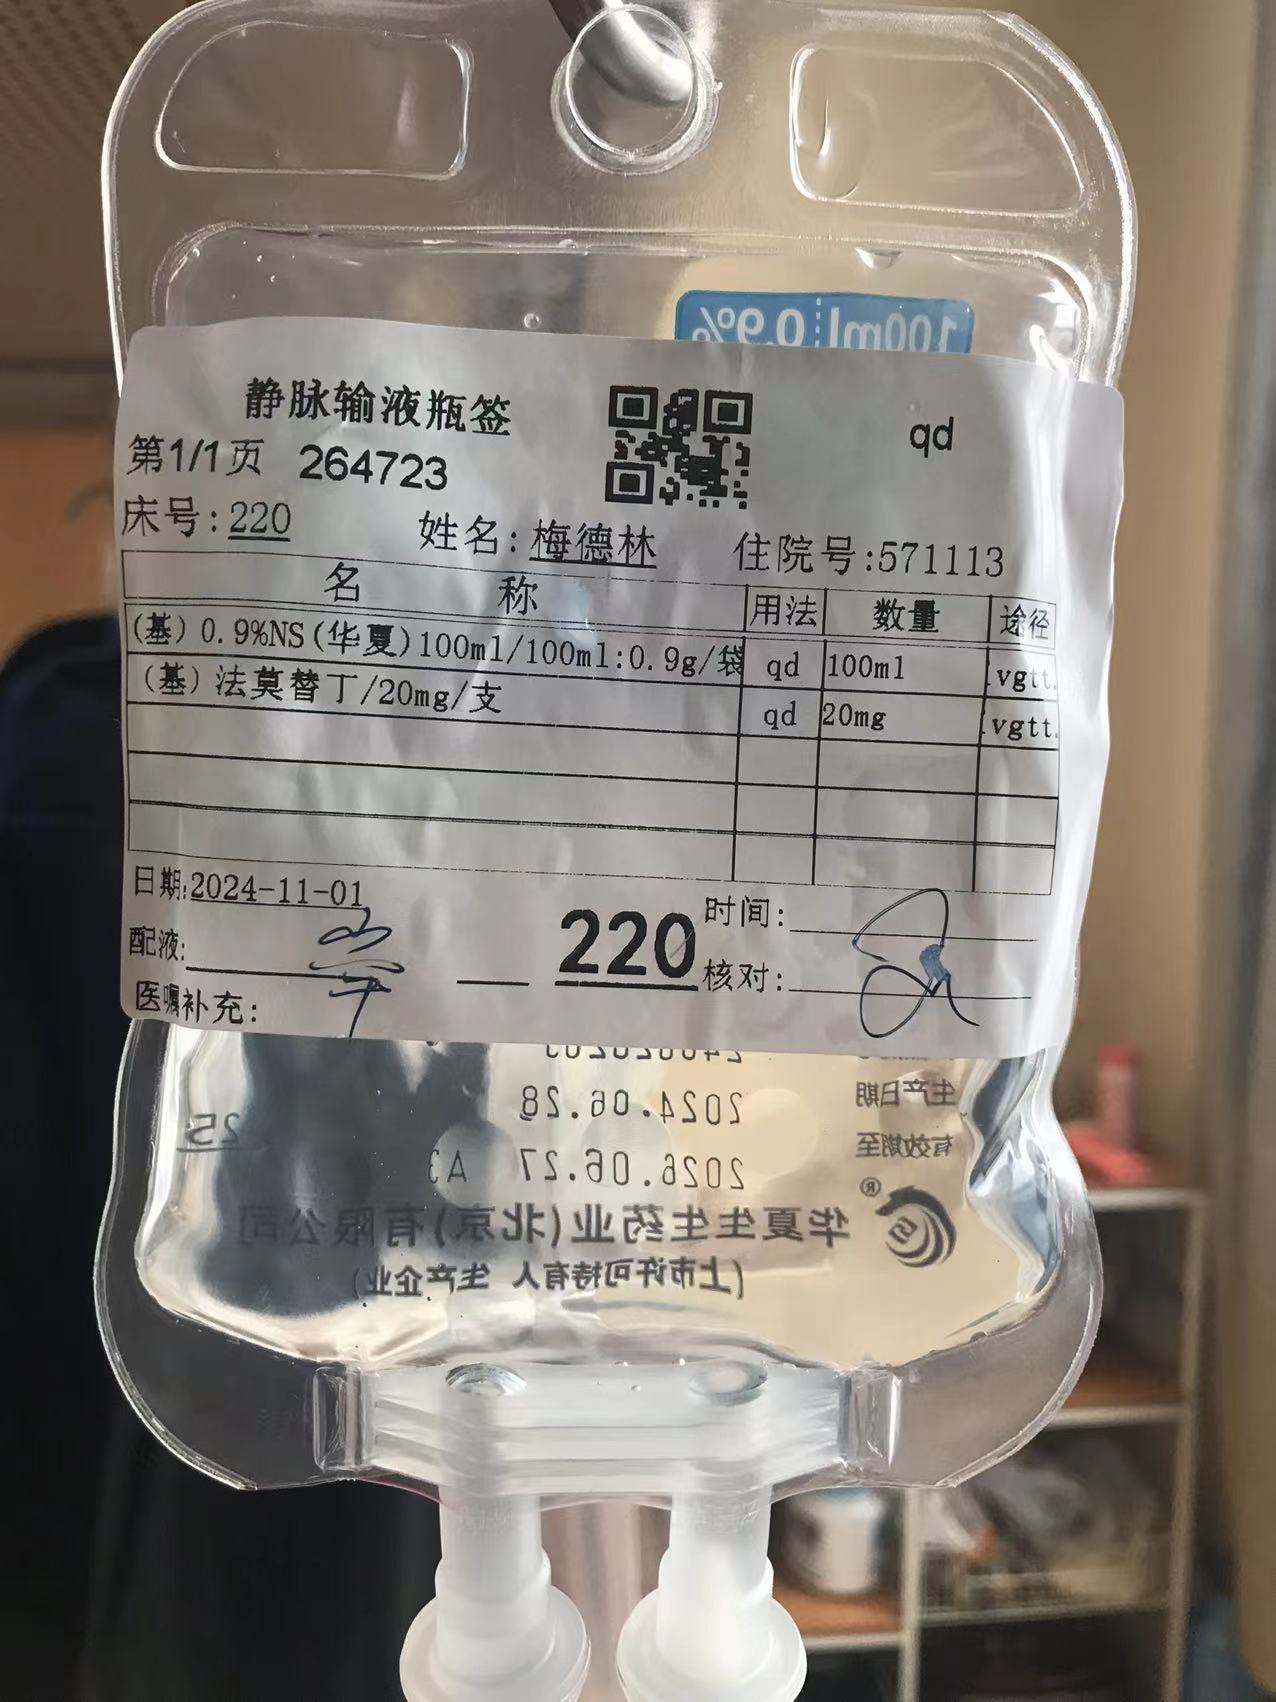 100ml 0.9%
静脉输液瓶签
qd
第1/1页 264723
床号:220 姓名:梅德林 住院号:571113
名 称 用法 数量 途径
(基)0.9%NS(华夏)100ml/100ml:0.9g/袋 qd 100ml vgtt.
(基)法莫替丁/20mg/支 qd 20mg vgtt.
日期:2024-11-01 时间:
配液: 220 核对:
医嘱补充:
生产日期 2024.06.28
有效期至 2026.06.27 A3
25
华夏生生药业(北京)有限公司
(上市许可持有人 生产企业)